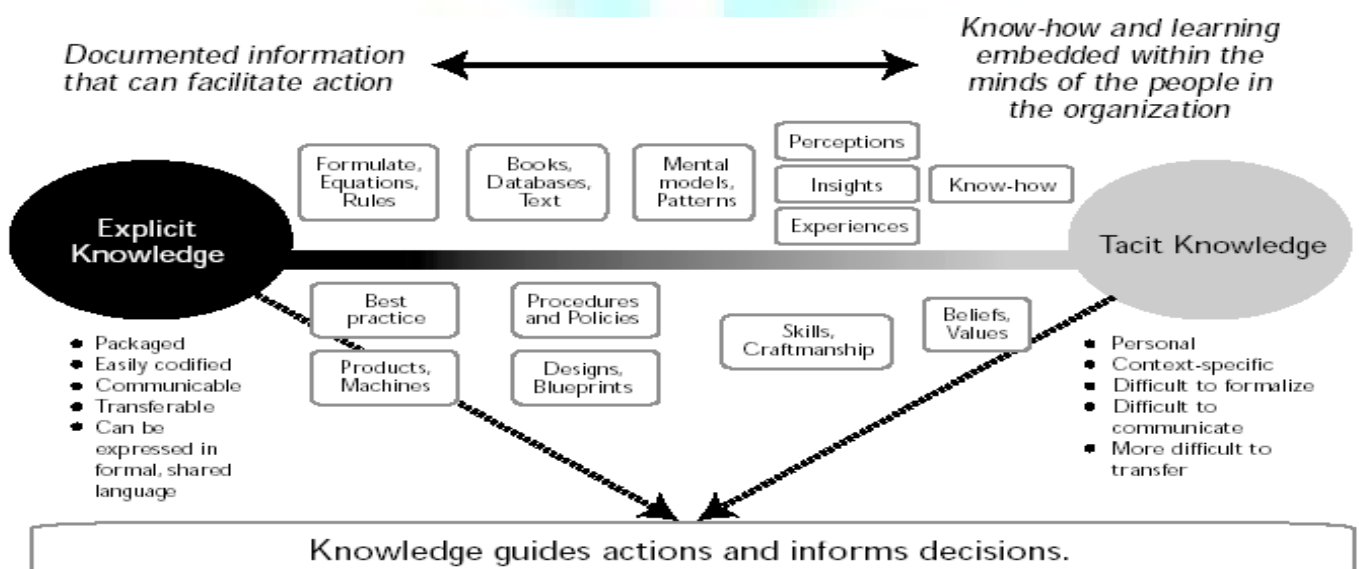 Documented information
that can facilitate action
Know-how and learning
embedded within the
minds of the people in
the organization
Formulate,
Equations,
Rules
Books,
Databases,
Text
Mental
models,
Patterns
Perceptions
Insights
Experiences
Know-how
Explicit
Knowledge
Tacit Knowledge
Best
practice
Procedures
and Policies
Products,
Machines
Designs,
Blueprints
Skills,
Craftmanship
Beliefs,
Values
• Packaged
• Easily codified
• Communicable
• Transferable
• Can be
expressed in
formal, shared
language
• Personal
• Context-specific
• Difficult to formalize
• Difficult to
communicate
• More difficult to
transfer
Knowledge guides actions and informs decisions.